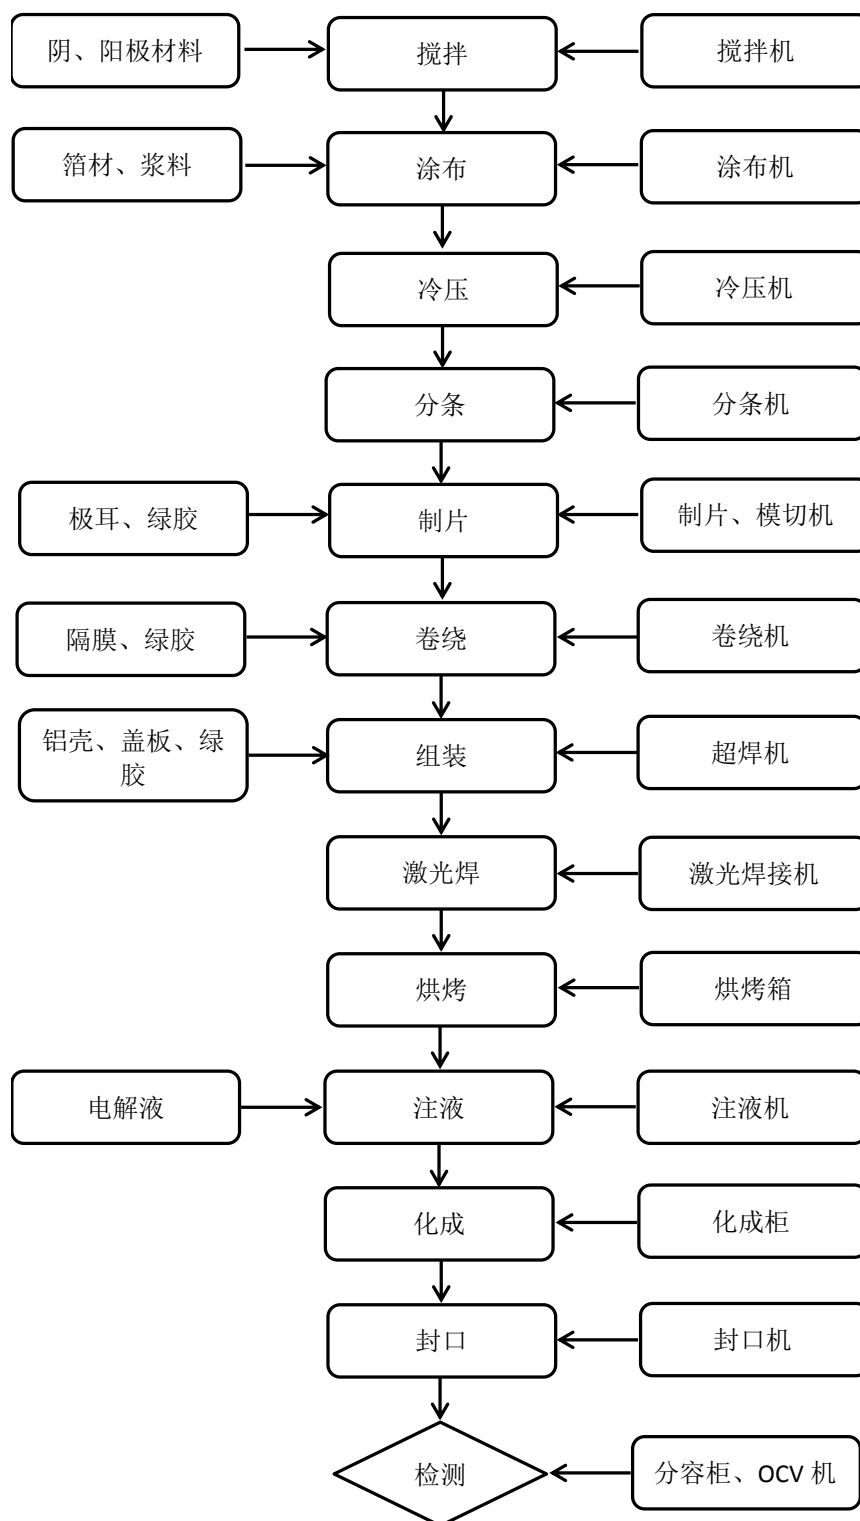 阴、阳极材料
搅拌
搅拌机
箔材、浆料
涂布
涂布机
冷压
冷压机
分条
分条机
极耳、绿胶
制片
制片、模切机
隔膜、绿胶
卷绕
卷绕机
铝壳、盖板、绿
胶
组装
超焊机
激光焊
激光焊接机
烘烤
烘烤箱
电解液
注液
注液机
化成
化成柜
封口
封口机
检测
分容柜、OCV 机